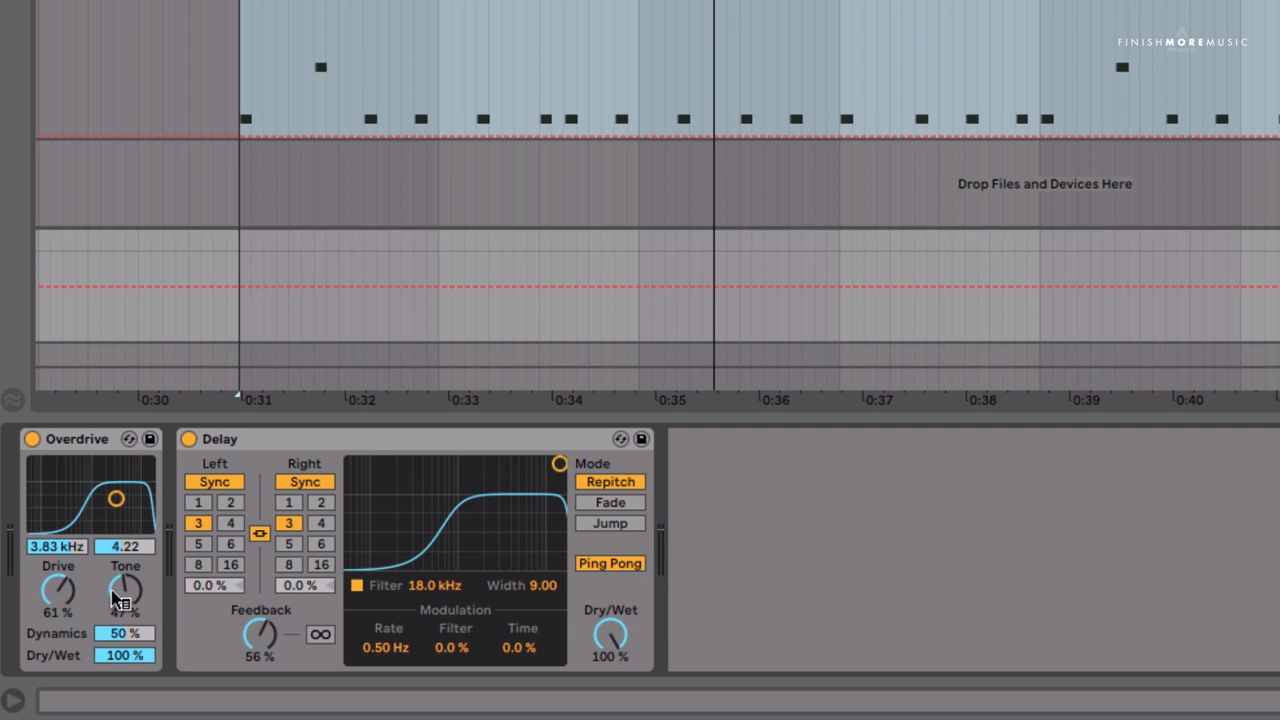 FINISHMOREMUSIC
Drop Files and Devices Here
0:30 0:31 0:32 0:33 0:34 0:35 0:36 0:37 0:38 0:39 0:40
Overdrive
3.83 kHz 4.22
Drive Tone
61 % 47 %
Dynamics 50 %
Dry/Wet 100 %
Delay
Left Right
Sync Sync
1 2 1 2
3 4 3 4
5 6 5 6
8 16 8 16
0.0 % 0.0 %
Feedback
56 %
Filter 18.0 kHz Width 9.00
Modulation
Rate Filter Time
0.50 Hz 0.0 % 0.0 %
Mode
Repitch
Fade
Jump
Ping Pong
Dry/Wet
100 %